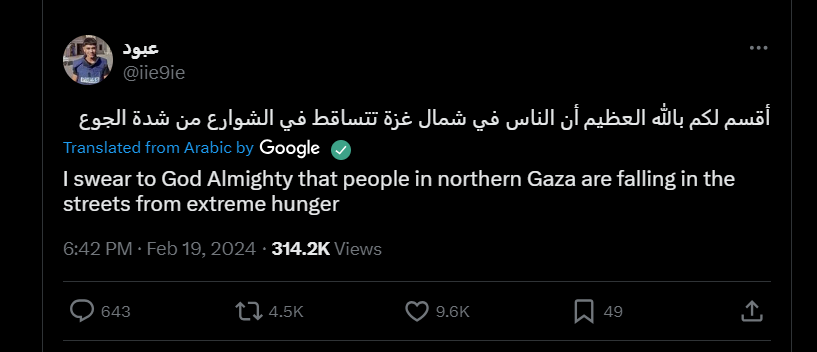 عبود
@iie9ie
أقسم لكم بالله العظيم أن الناس في شمال غزة تتساقط في الشوارع من شدة الجوع
Translated from Arabic by Google
I swear to God Almighty that people in northern Gaza are falling in the
streets from extreme hunger
6:42 PM · Feb 19, 2024 · 314.2K Views
643 4.5K 9.6K 49